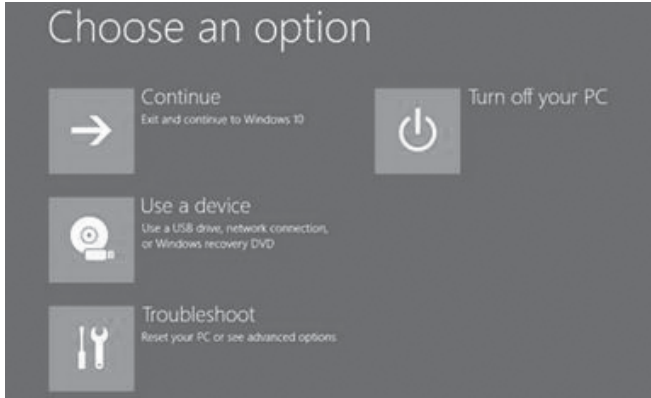 Choose an option
Continue
Exit and continue to Windows 10
Turn off your PC
Use a device
Use a USB drive, network connection,
or Windows recovery DVD
Troubleshoot
Reset your PC or see advanced options